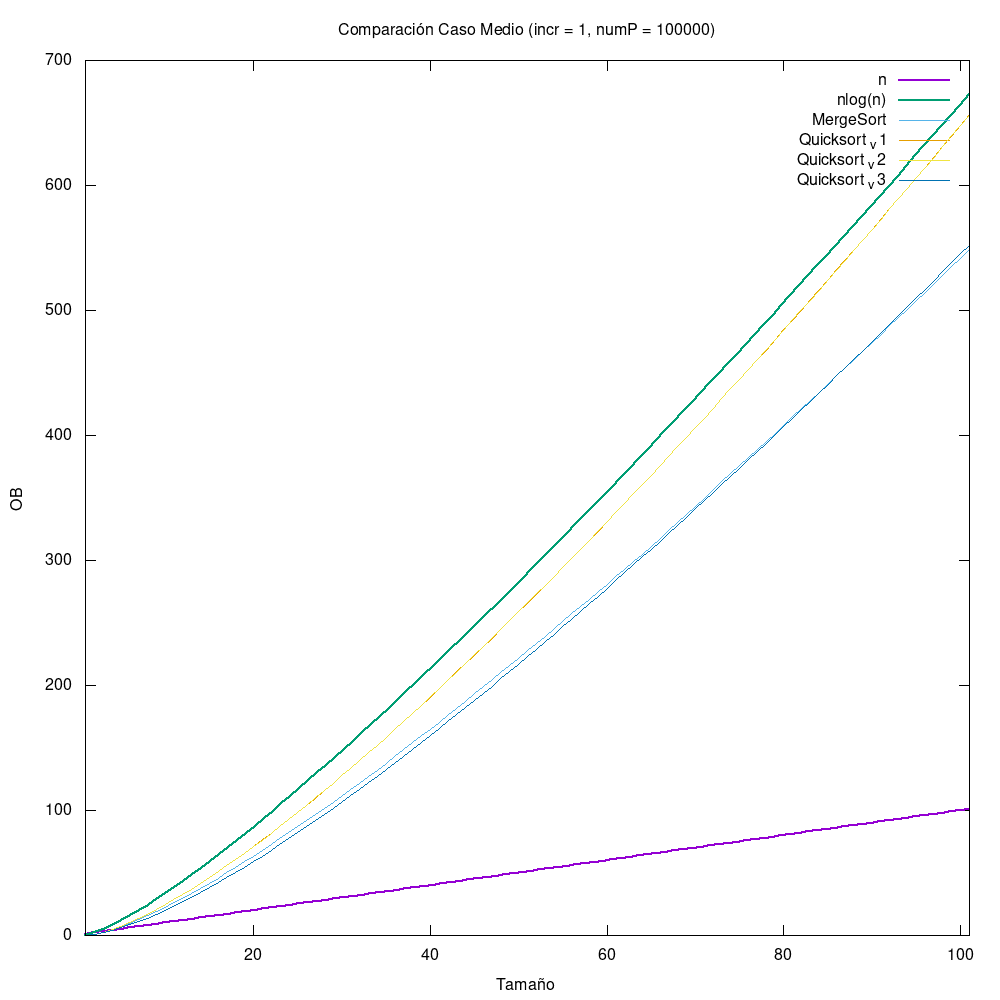 Comparación Caso Medio (incr = 1, numP = 100000)
700
600
500
400
300
200
100
0
OB
n
nlog(n)
MergeSort
Quicksort v 1
Quicksort v 2
Quicksort v 3
20 40 60 80 100
Tamaño